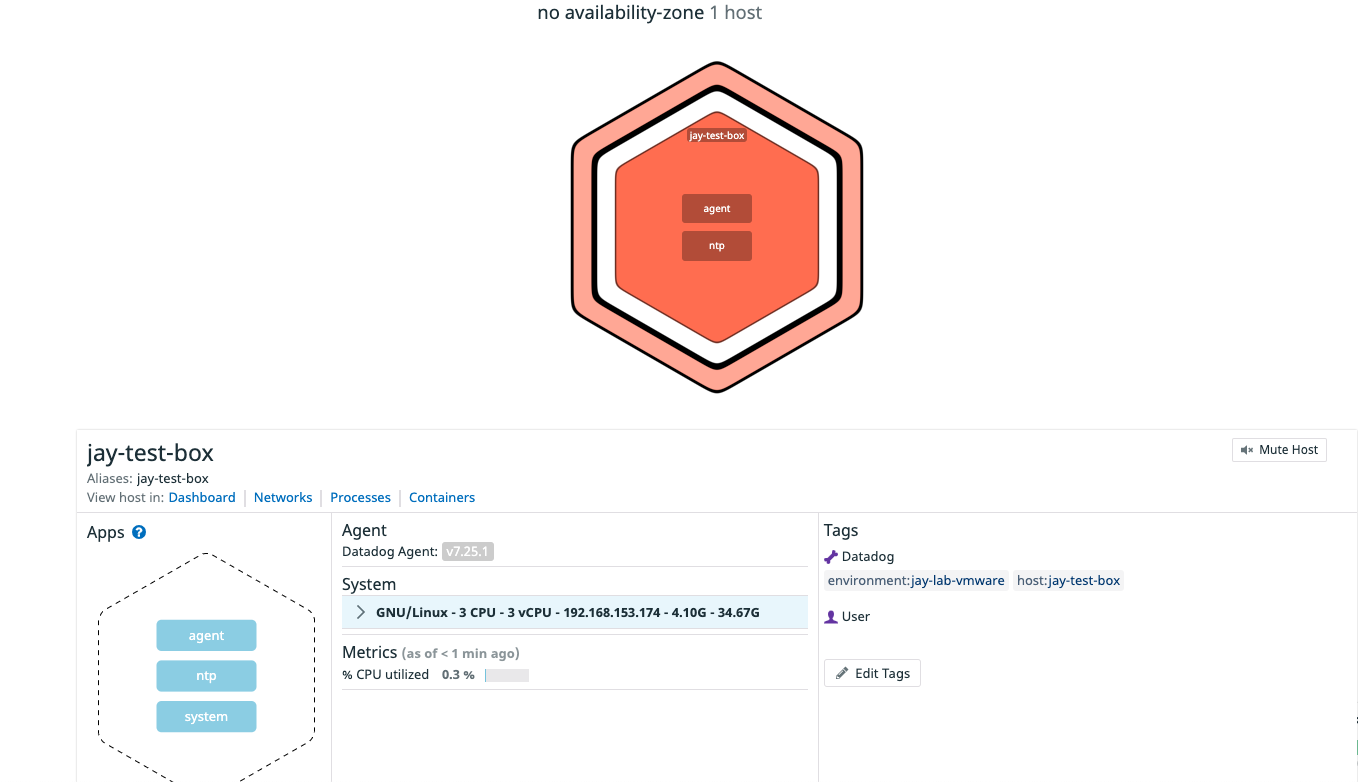 no availability-zone 1 host
jay-test-box
agent
ntp
jay-test-box
Mute Host
Aliases: jay-test-box
View host in: Dashboard Networks Processes Containers
Apps ?
agent
ntp
system
Agent
Datadog Agent: v7.25.1
System
GNU/Linux - 3 CPU - 3 vCPU - 192.168.153.174 - 4.10G - 34.67G
Metrics (as of < 1 min ago)
% CPU utilized 0.3 %
Tags
Datadog
environment:jay-lab-vmware host:jay-test-box
User
Edit Tags